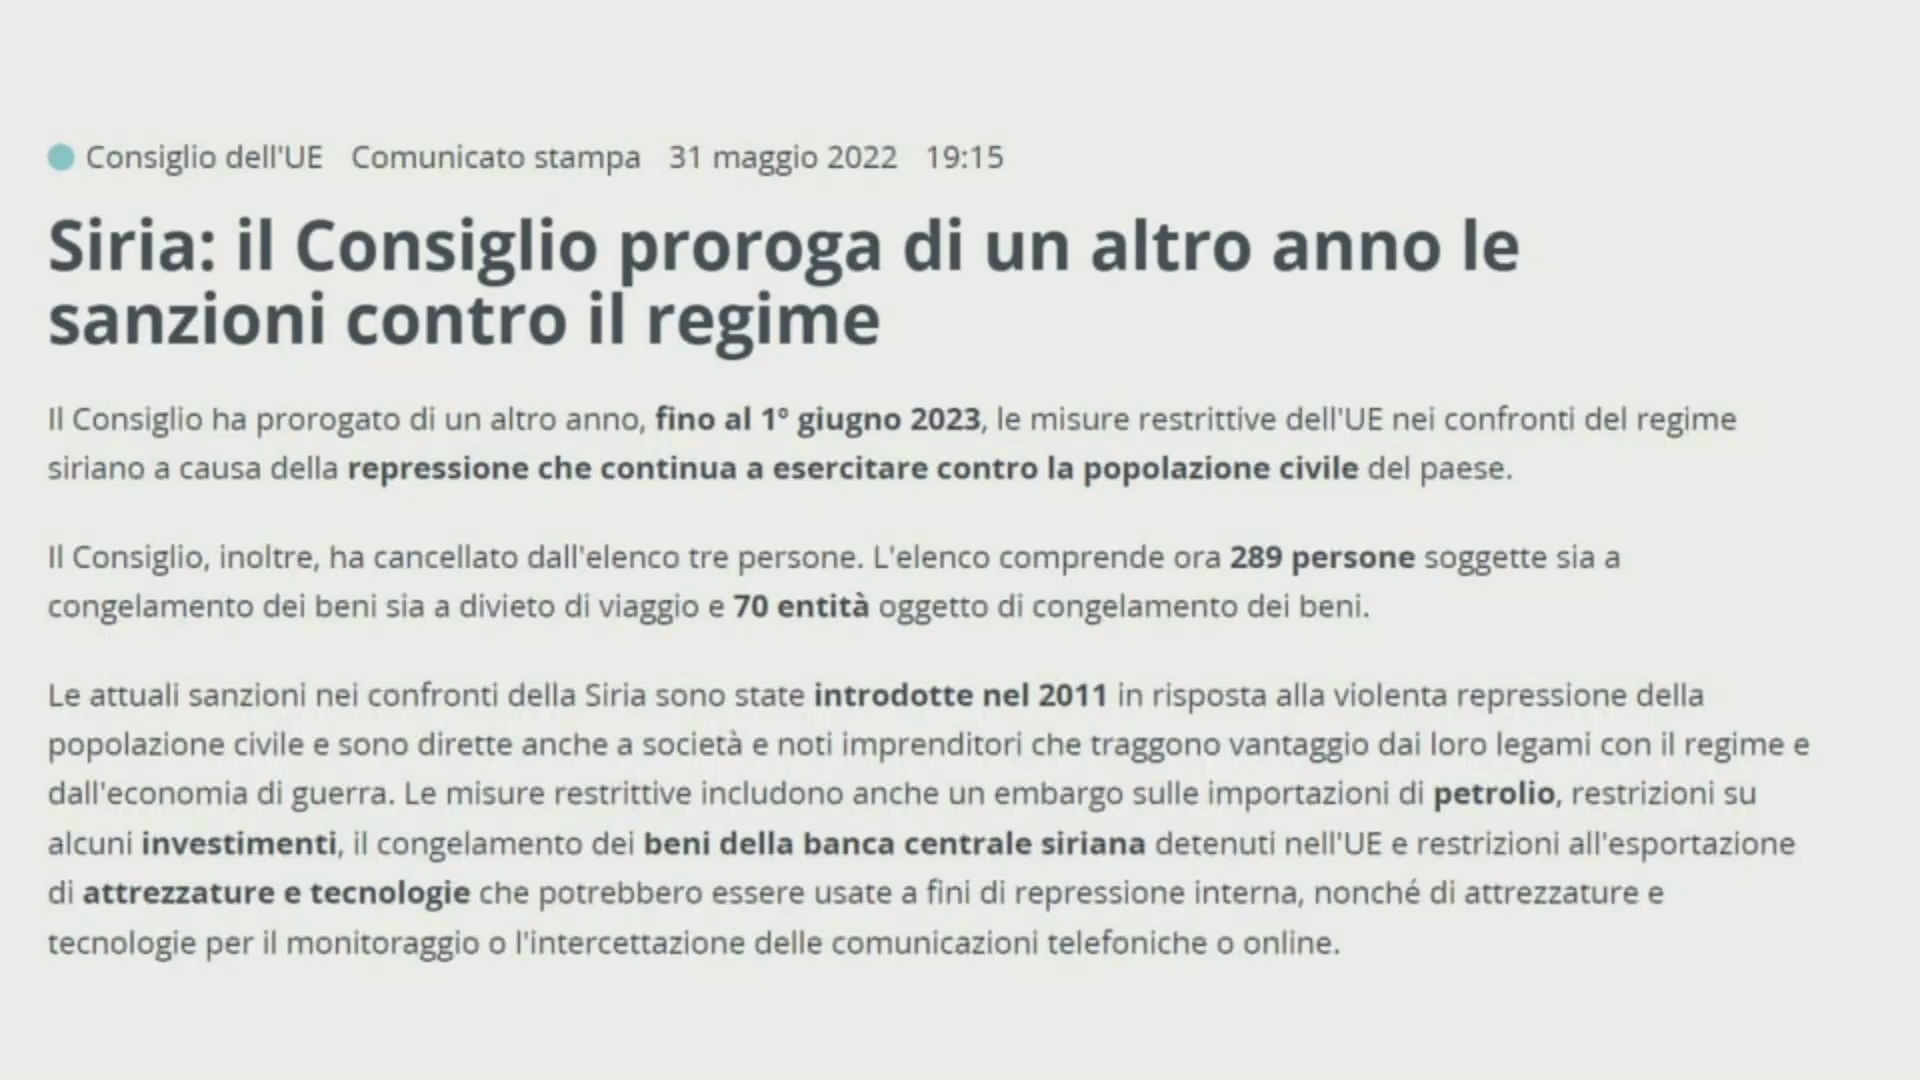 Consiglio dell'UE Comunicato stampa 31 maggio 2022 19:15
Siria: il Consiglio proroga di un altro anno le
sanzioni contro il regime
Il Consiglio ha prorogato di un altro anno, fino al 1° giugno 2023, le misure restrittive dell'UE nei confronti del regime
siriano a causa della repressione che continua a esercitare contro la popolazione civile del paese.
Il Consiglio, inoltre, ha cancellato dall'elenco tre persone. L'elenco comprende ora 289 persone soggette sia a
congelamento dei beni sia a divieto di viaggio e 70 entità oggetto di congelamento dei beni.
Le attuali sanzioni nei confronti della Siria sono state introdotte nel 2011 in risposta alla violenta repressione della
popolazione civile e sono dirette anche a società e noti imprenditori che traggono vantaggio dai loro legami con il regime e
dall'economia di guerra. Le misure restrittive includono anche un embargo sulle importazioni di petrolio, restrizioni su
alcuni investimenti, il congelamento dei beni della banca centrale siriana detenuti nell'UE e restrizioni all'esportazione
di attrezzature e tecnologie che potrebbero essere usate a fini di repressione interna, nonché di attrezzature e
tecnologie per il monitoraggio o l'intercettazione delle comunicazioni telefoniche o online.